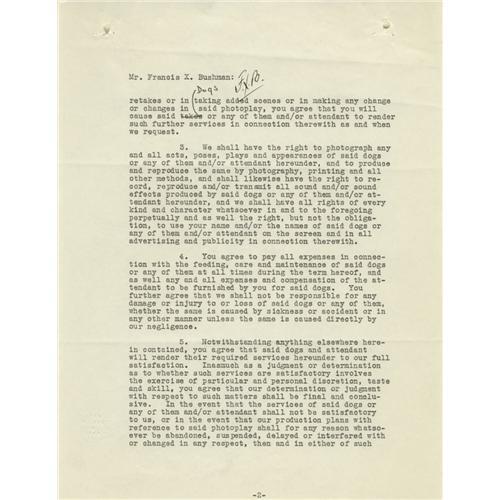 Mr. Francis X. Bushman: F.X.B.
Dogs
retakes or in taking added scenes or in making any change
or changes in said photoplay, you agree that you will
cause said takes or any of them and/or attendant to render
such further services in connection therewith as and when
we request.
3. We shall have the right to photograph any
and all acts, poses, plays and appearances of said dogs
or any of them and/or attendant hereunder, and to produce
and reproduce the same by photography, printing and all
other methods, and shall likewise have the right to re-
cord, reproduce and/or transmit all sound and/or sound
effects produced by said dogs or any of them and/or at-
tendant hereunder, and we shall have all rights of every
kind and character whatsoever in and to the foregoing
perpetually and as well the right, but not the obliga-
tion, to use your name and/or the names of said dogs or
any of them and/or attendant on the screen and in all
advertising and publicity in connection therewith.
4. You agree to pay all expenses in connec-
tion with the feeding, care and maintenance of said dogs
or any of them at all times during the term hereof, and
as well any and all expenses and compensation of the at-
tendant to be furnished by you for said dogs. You
further agree that we shall not be responsible for any
damage or injury to or loss of said dogs or any of them,
whether the same is caused by sickness or accident or in
any other manner unless the same is caused directly by
our negligence.
5. Notwithstanding anything elsewhere here-
in contained, you agree that said dogs and attendant
will render their required services hereunder to our full
satisfaction. Inasmuch as a judgment or determination
as to whether such services are satisfactory involves
the exercise of particular and personal discretion, taste
and skill, you agree that our determination or judgment
with respect to such matters shall be final and conclu-
sive. In the event that the services of said dogs or
any of them and/or attendant shall not be satisfactory
to us, or in the event that our production plans with
reference to said photoplay shall for any reason whatso-
ever be abandoned, suspended, delayed or interfered with
or changed in any respect, then and in either of such
-2-